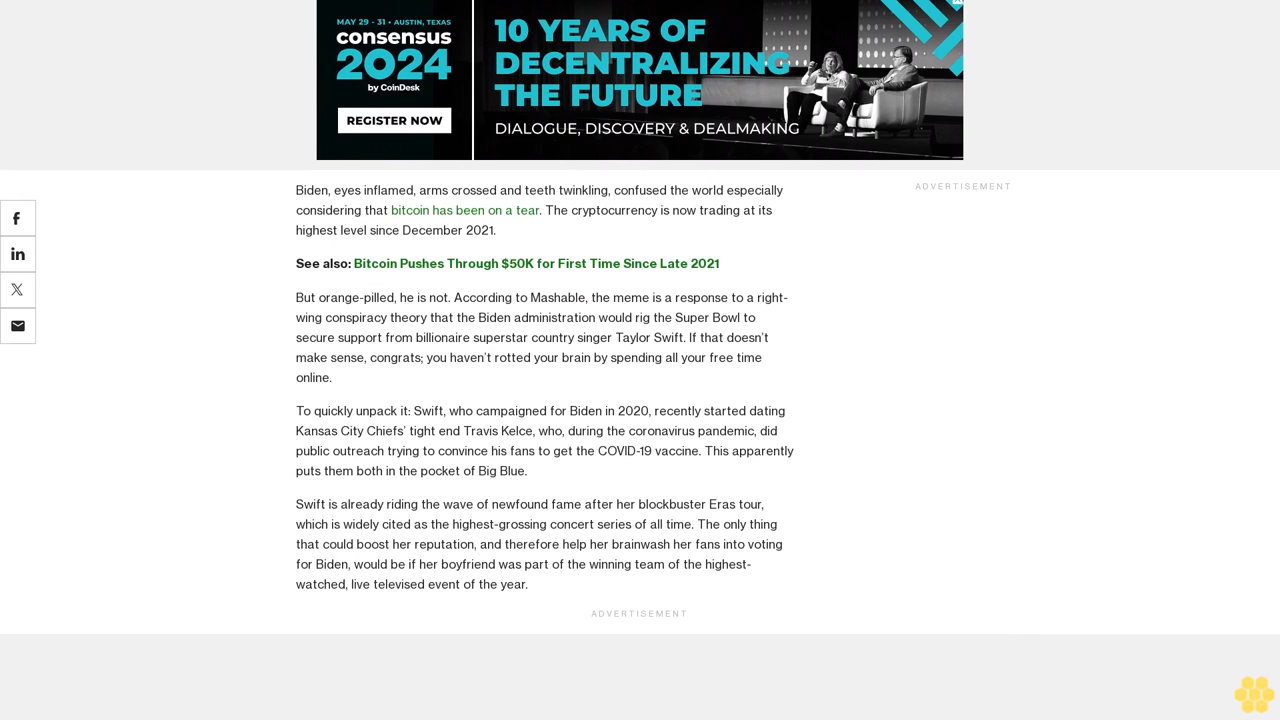 MAY 29 - 31 • AUSTIN, TEXAS
consensus
2024
by CoinDesk
REGISTER NOW
10 YEARS OF
DECENTRALIZING
THE FUTURE
DIALOGUE, DISCOVERY & DEALMAKING
Biden, eyes inflamed, arms crossed and teeth twinkling, confused the world especially
considering that bitcoin has been on a tear. The cryptocurrency is now trading at its
highest level since December 2021.
ADVERTISEMENT
See also: Bitcoin Pushes Through $50K for First Time Since Late 2021
But orange-pilled, he is not. According to Mashable, the meme is a response to a right-
wing conspiracy theory that the Biden administration would rig the Super Bowl to
secure support from billionaire superstar country singer Taylor Swift. If that doesn’t
make sense, congrats; you haven’t rotted your brain by spending all your free time
online.
To quickly unpack it: Swift, who campaigned for Biden in 2020, recently started dating
Kansas City Chiefs’ tight end Travis Kelce, who, during the coronavirus pandemic, did
public outreach trying to convince his fans to get the COVID-19 vaccine. This apparently
puts them both in the pocket of Big Blue.
Swift is already riding the wave of newfound fame after her blockbuster Eras tour,
which is widely cited as the highest-grossing concert series of all time. The only thing
that could boost her reputation, and therefore help her brainwash her fans into voting
for Biden, would be if her boyfriend was part of the winning team of the highest-
watched, live televised event of the year.
ADVERTISEMENT